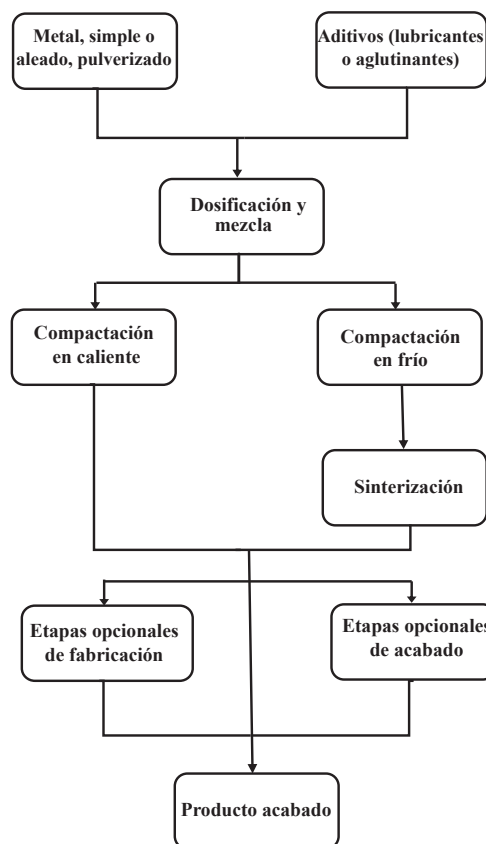 Metal, simple o
aleado, pulverizado
Aditivos (lubricantes
o aglutinantes)
Dosificación y
mezcla
Compactación
en caliente
Compactación
en frío
Sinterización
Etapas opcionales
de fabricación
Etapas opcionales
de acabado
Producto acabado